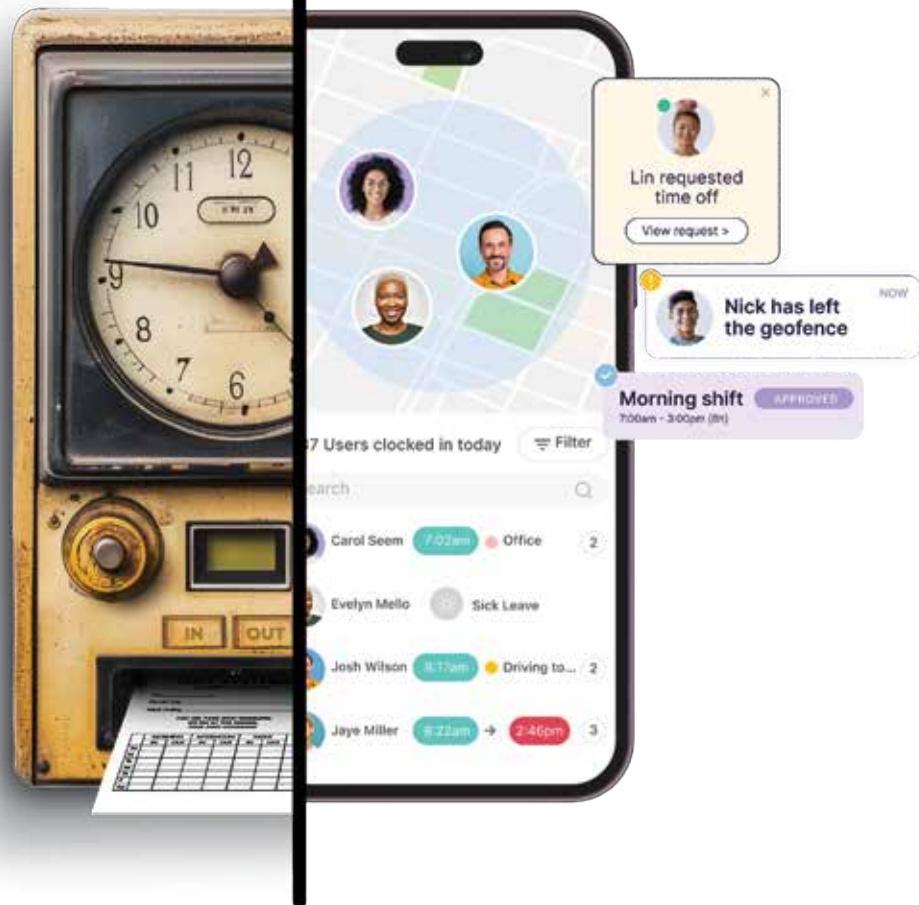 12
11
10
9
8
7
6
IN
OUT
Lin requested
time off
View request >
NOW
Nick has left
the geofence
Morning shift
APPROVED
7:00am - 3:00pm (8h)
7 Users clocked in today
Filter
earch
Carol Seem 7:02am Office 2
Evelyn Mello Sick Leave
Josh Wilson 8:17am Driving to... 2
Jaye Miller 8:22am → 2:46pm 3